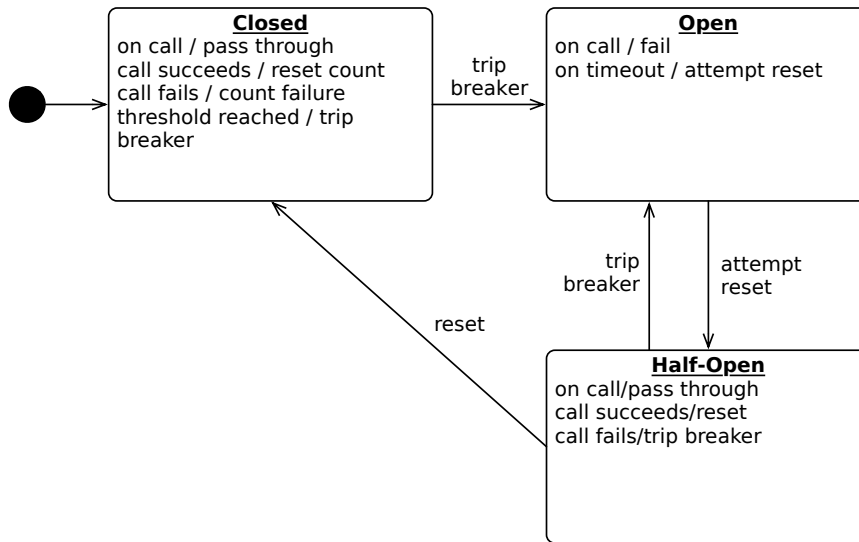 Closed
on call / pass through
call succeeds / reset count
call fails / count failure
threshold reached / trip
breaker
trip
breaker
Open
on call / fail
on timeout / attempt reset
trip
breaker
attempt
reset
reset
Half-Open
on call/pass through
call succeeds/reset
call fails/trip breaker